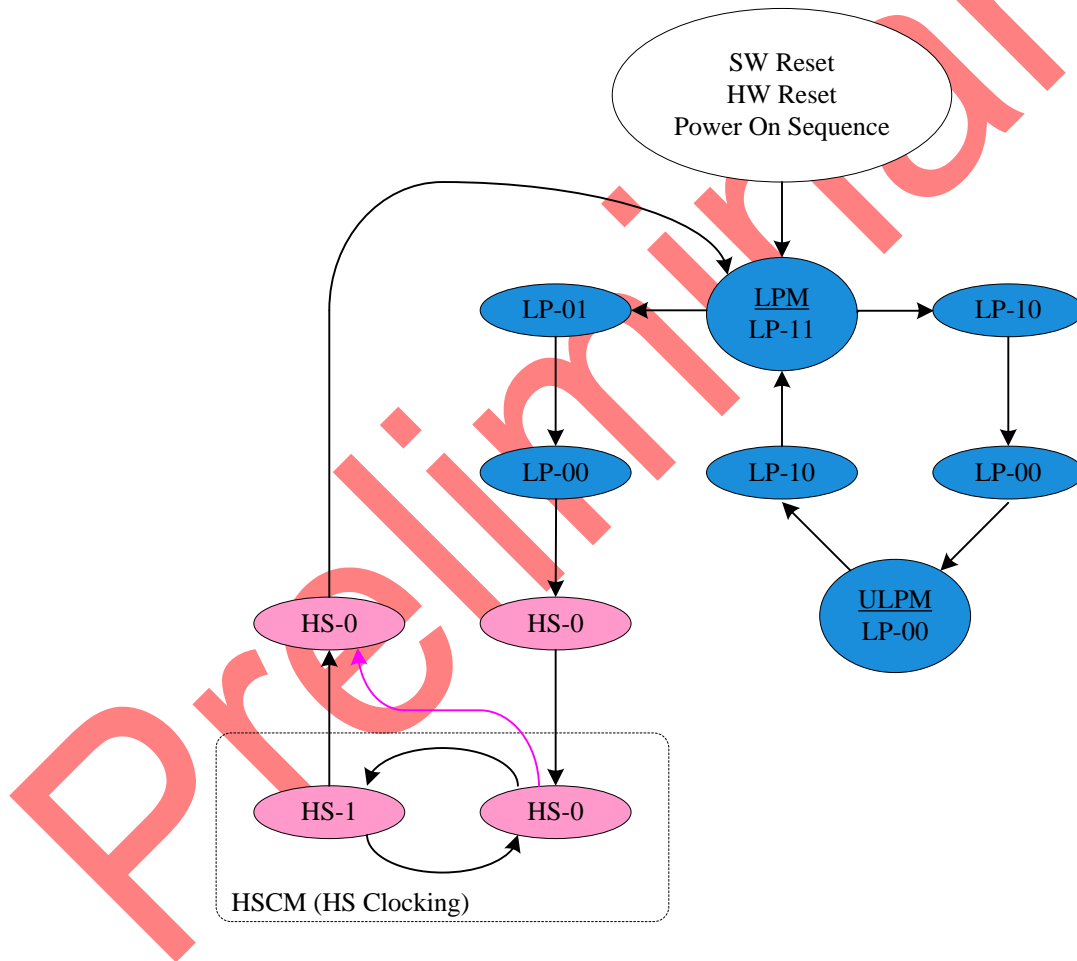 SW Reset
HW Reset
Power On Sequence
LP-01
LPM
LP-11
LP-10
LP-00
LP-10
LP-00
ULPM
LP-00
HS-0
HS-0
HS-1
HS-0
HSCM (HS Clocking)
Prelimina